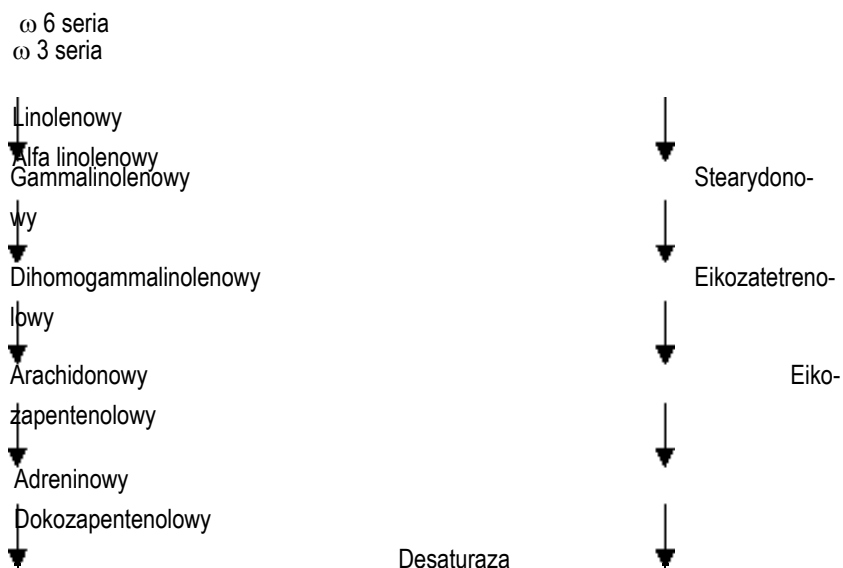 ω 6 seria
ω 3 seria
Linolenowy
Alfa linolenowy
Gammalinolenowy Stearydono-
wy
Dihomogammalinolenowy Eikozatetreno-
lowy
Arachidonowy Eiko-
zapentenolowy
Adreninowy
Dokozapentenolowy
Desaturaza